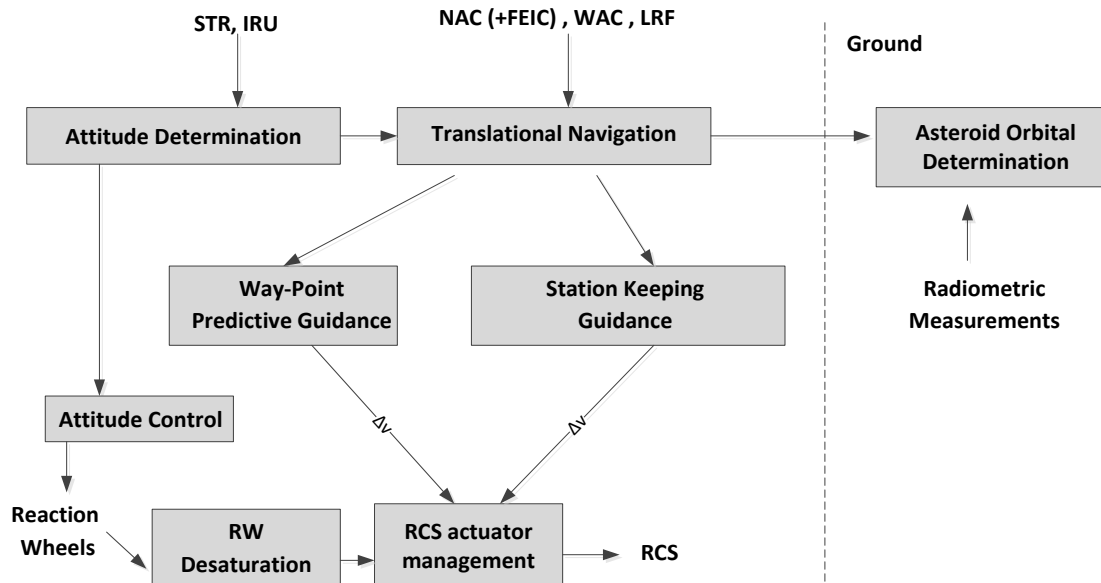 STR, IRU
NAC (+FEIC) , WAC , LRF
Ground
Attitude Determination
Translational Navigation
Asteroid Orbital
Determination
Way-Point
Predictive Guidance
Station Keeping
Guidance
Radiometric
Measurements
Attitude Control
Δv
Δv
Reaction
Wheels
RW
Desaturation
RCS actuator
management
RCS